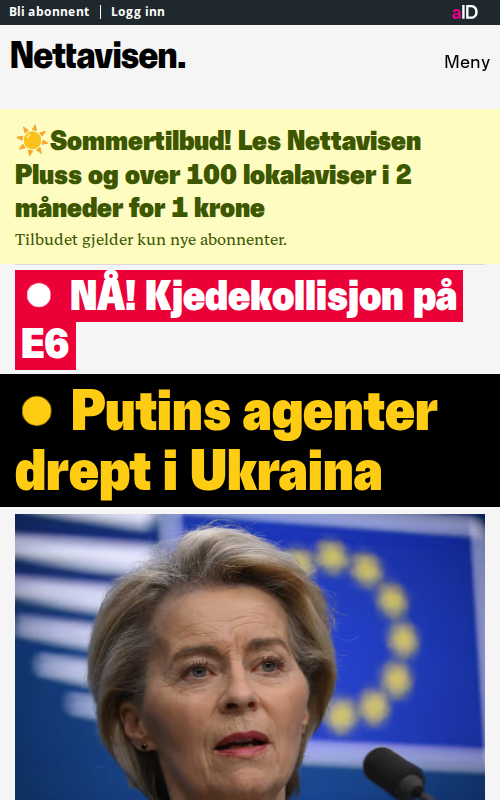 Bli abonnent | Logg inn
aID
Nettavisen.
Meny
☀️Sommertilbud! Les Nettavisen
Pluss og over 100 lokalaviser i 2
måneder for 1 krone
Tilbudet gjelder kun nye abonnenter.
NÅ! Kjedekollisjon på
E6
Putins agenter
drept i Ukraina